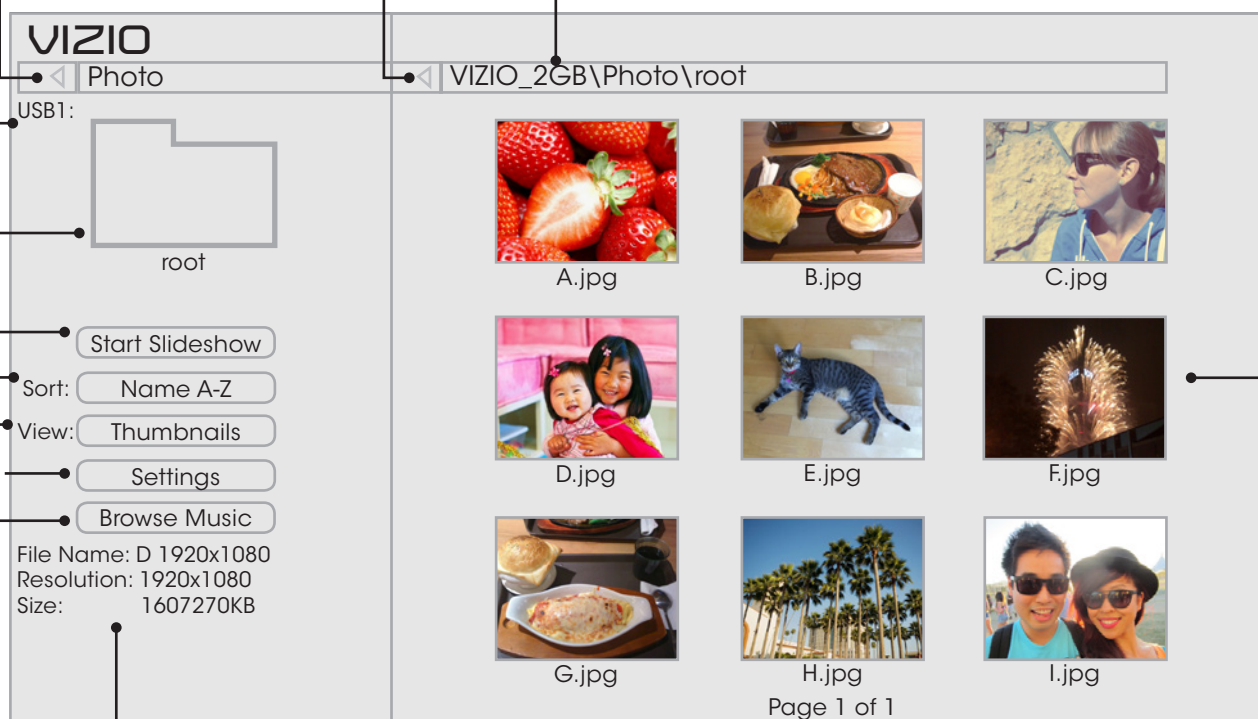 VIZIO
Photo
USB1:
root
Start Slideshow
Sort: Name A-Z
View: Thumbnails
Settings
Browse Music
File Name: D 1920x1080
Resolution: 1920x1080
Size: 1607270KB
VIZIO_2GB\Photo\root
A.jpg
B.jpg
C.jpg
D.jpg
E.jpg
F.jpg
G.jpg
H.jpg
I.jpg
Page 1 of 1